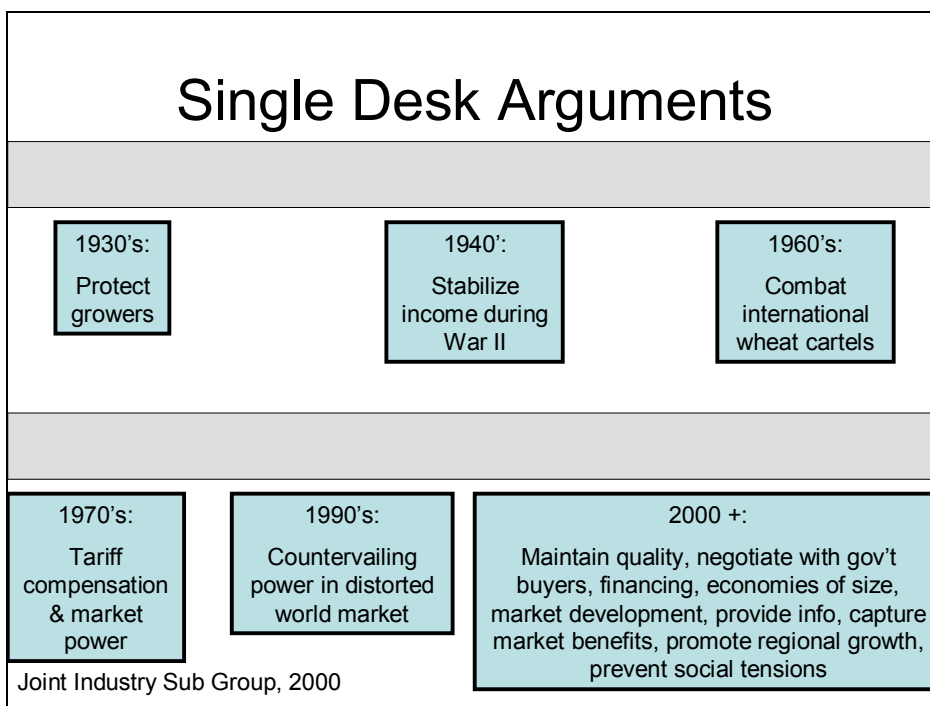 Single Desk Arguments
1930’s:
Protect
growers
1940’:
Stabilize
income during
War II
1960’s:
Combat
international
wheat cartels
1970’s:
Tariff
compensation
& market
power
1990’s:
Countervailing
power in distorted
world market
2000 +:
Maintain quality, negotiate with gov’t
buyers, financing, economies of size,
market development, provide info, capture
market benefits, promote regional growth,
prevent social tensions
Joint Industry Sub Group, 2000